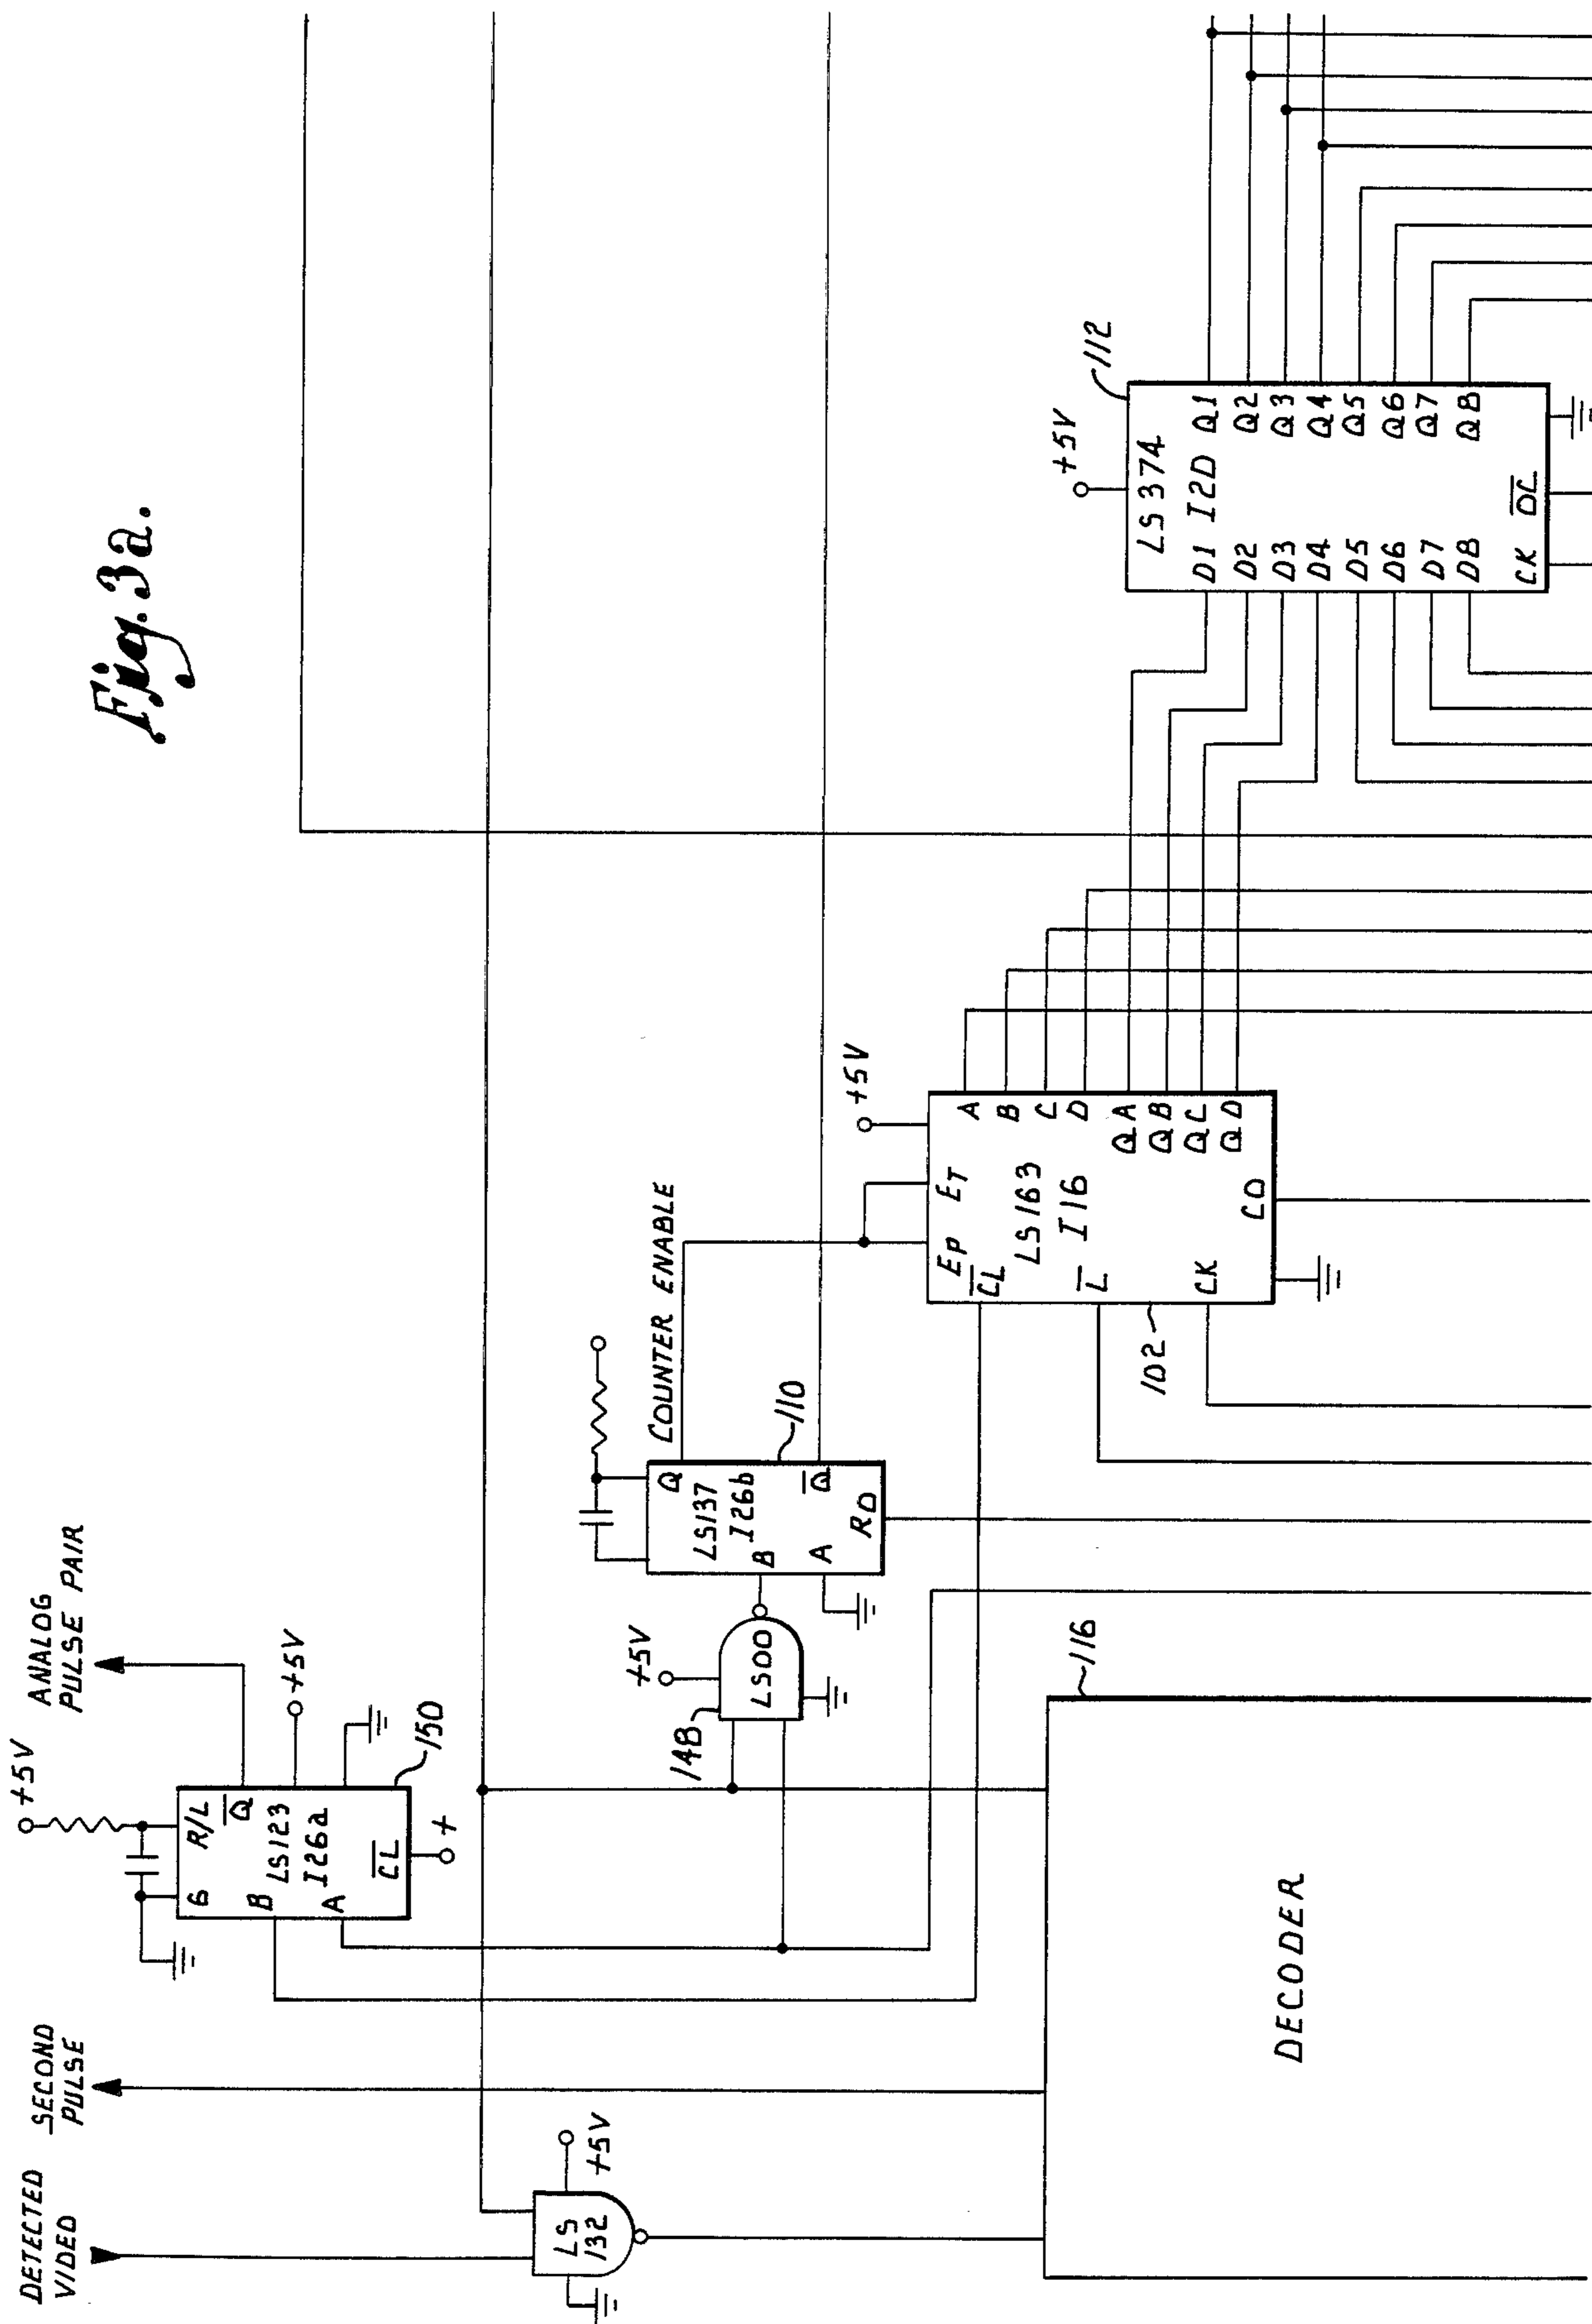 Fig. 3a.
DETECTED
VIDEO
SECOND
PULSE
ANALOG
PULSE PAIR
+5V
G
R/L
B
Q
LS123
A
I26a
CL
+5V
+
150
LS
132
+5V
148
LS00
+5V
COUNTER ENABLE
Q
LS137
I26b
B
A
Q
RD
110
+5V
EP
ET
CL
LS163
I16
L
CK
CO
A
B
C
D
QA
QB
QC
QD
102
+5V
112
LS374
D1 I2D Q1
D2 Q2
D3 Q3
D4 Q4
D5 Q5
D6 Q6
D7 Q7
D8 Q8
CK
OC
DECODER
116